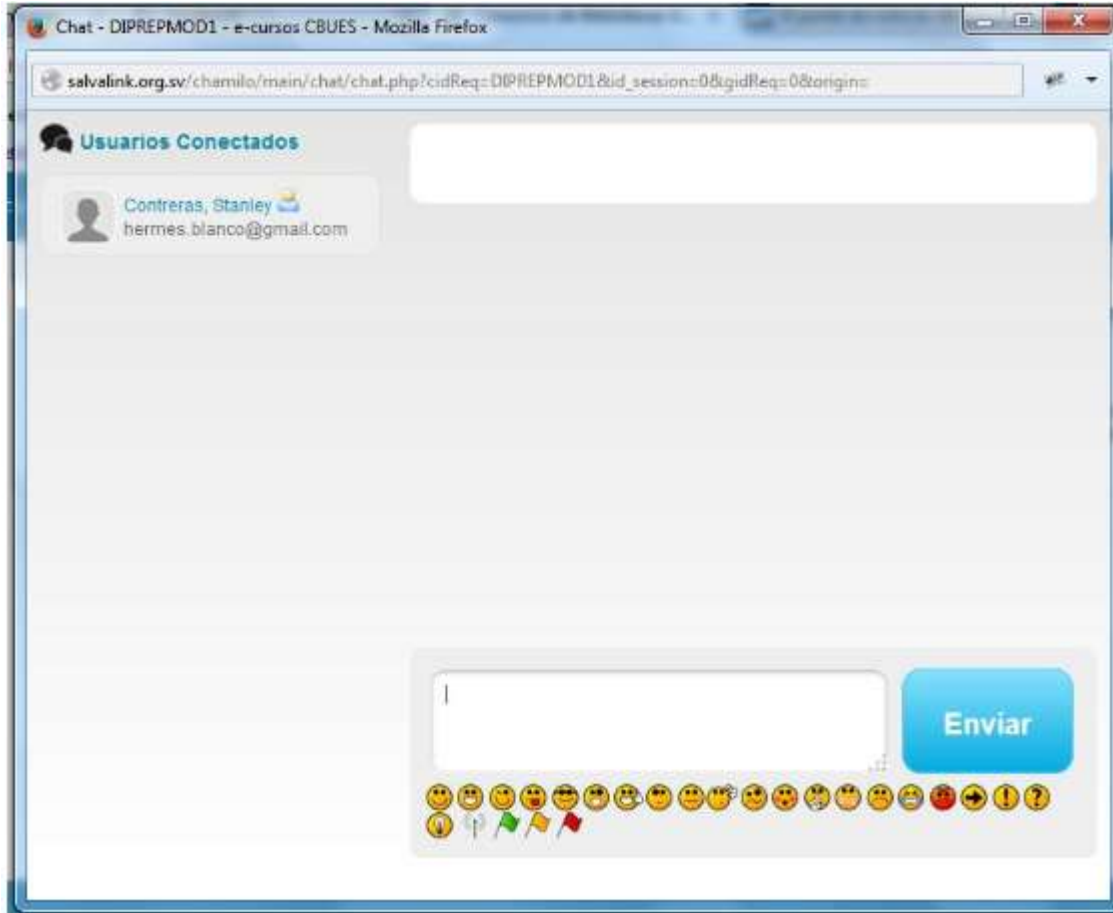 Chat - DIPREPMOD1 - e-cursos CBUES - Mozilla Firefox
salvalink.org.sv/chamilo/main/chat/chat.php?cidReq=DIPREPMOD1&id_session=0&gidReq=0&origin=
Usuarios Conectados
Contreras, Stanley
hermes.blanco@gmail.com
Enviar